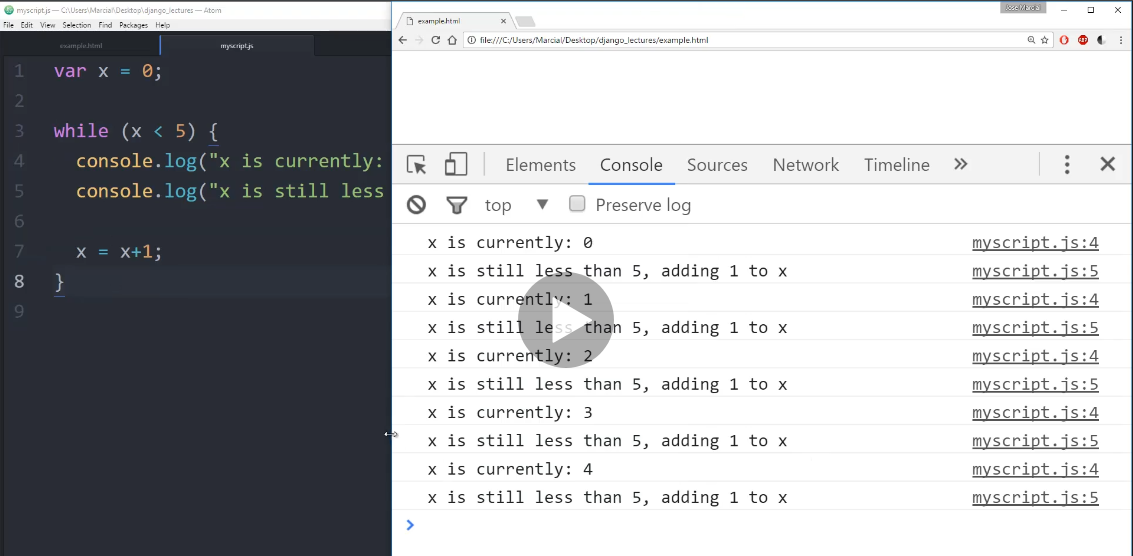 myscript.js — C:\Users\Marcial\Desktop\django_lectures — Atom
File Edit View Selection Find Packages Help
example.html myscript.js
1 var x = 0;
2
3 while (x < 5) {
4 console.log("x is currently:
5 console.log("x is still less
6
7 x = x+1;
8 }
9
Jose Marcial
example.html
file:///C:/Users/Marcial/Desktop/django_lectures/example.html
ABP
Elements Console Sources Network Timeline
top Preserve log
x is currently: 0 myscript.js:4
x is still less than 5, adding 1 to x myscript.js:5
x is currently: 1 myscript.js:4
x is still less than 5, adding 1 to x myscript.js:5
x is currently: 2 myscript.js:4
x is still less than 5, adding 1 to x myscript.js:5
x is currently: 3 myscript.js:4
x is still less than 5, adding 1 to x myscript.js:5
x is currently: 4 myscript.js:4
x is still less than 5, adding 1 to x myscript.js:5